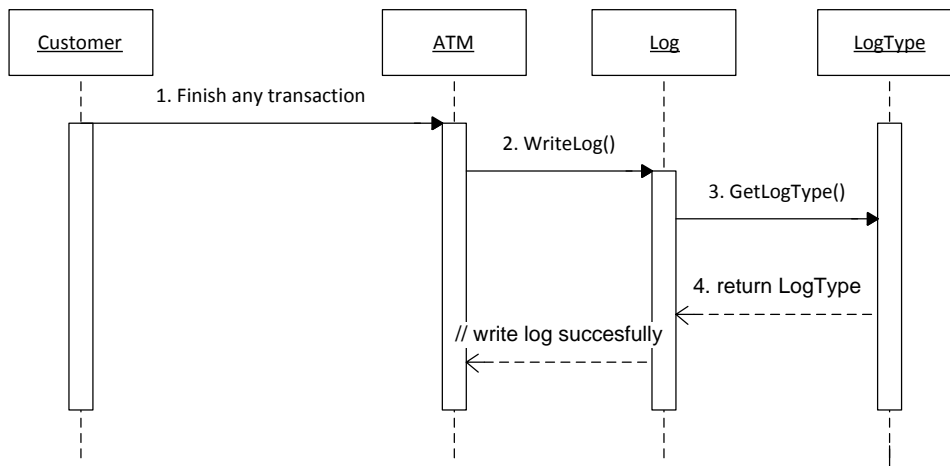 Customer
ATM
Log
LogType
1. Finish any transaction
2. WriteLog()
3. GetLogType()
4. return LogType
// write log succesfully